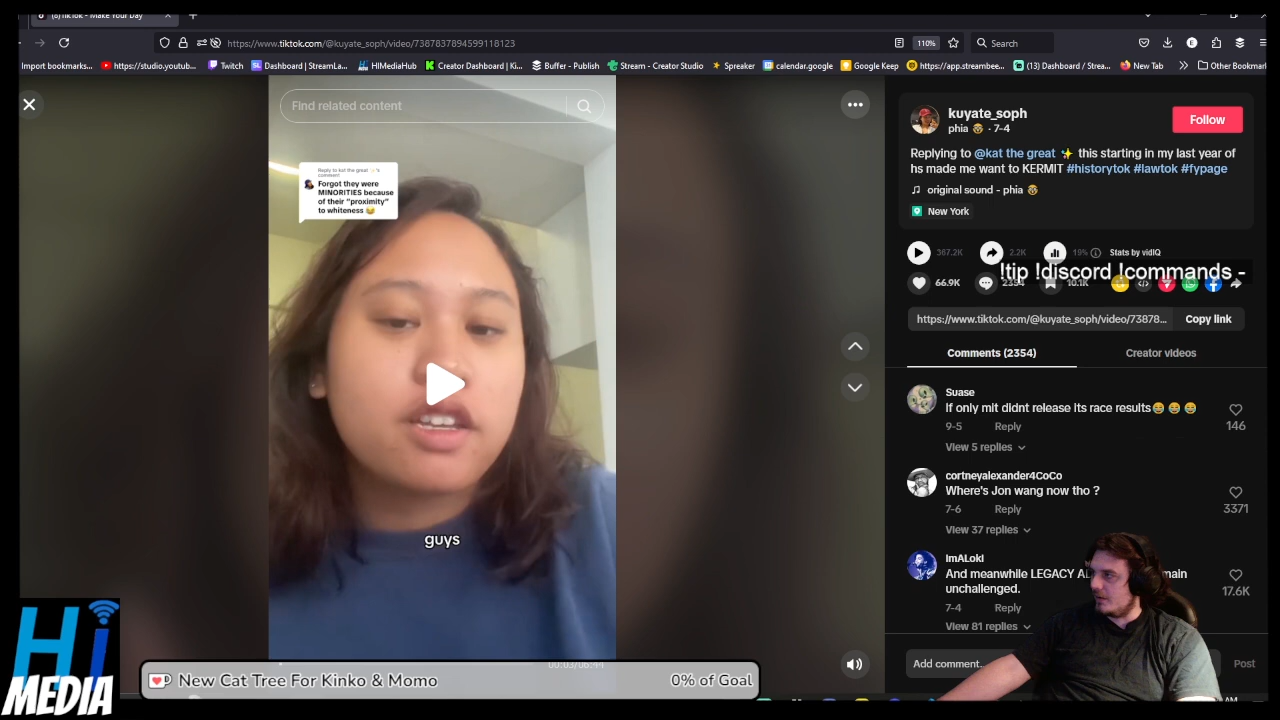 TikTok - Make Your Day
https://www.tiktok.com/@kuyate_soph/video/7387837894599118123
110%
Search
Import bookmarks...
https://studio.youtub...
Twitch
Dashboard | StreamLa...
HIMediaHub
Creator Dashboard | Ki...
Buffer - Publish
Stream - Creator Studio
Spreaker
calendar.google
Google Keep
https://app.streambee...
(13) Dashboard / Strea...
New Tab
Other Bookmar
Find related content
Reply to kat the great ✨'s
comment
Forgot they were
MINORITIES because
of their "proximity"
to whiteness 😂
guys
00:03/06:44
kuyate_soph
phia · 7-4
Follow
Replying to @kat the great ✨ this starting in my last year of
hs made me want to KERMIT #historytok #lawtok #fypage
original sound - phia
New York
367.2K
2.2K
19%
Stats by vidIQ
!tip !discord !commands -
66.9K
2354
10.1K
https://www.tiktok.com/@kuyate_soph/video/73878...
Copy link
Comments (2354)
Creator videos
Suase
If only mit didnt release its race results😂 😂 😂
9-5
Reply
146
View 5 replies
cortneyalexander4CoCo
Where's Jon wang now tho ?
7-6
Reply
3371
View 37 replies
ImALoki
And meanwhile LEGACY
main
unchallenged.
7-4
Reply
17.6K
View 81 replies
Add comment...
Post
Hi
MEDIA
New Cat Tree For Kinko & Momo
0% of Goal